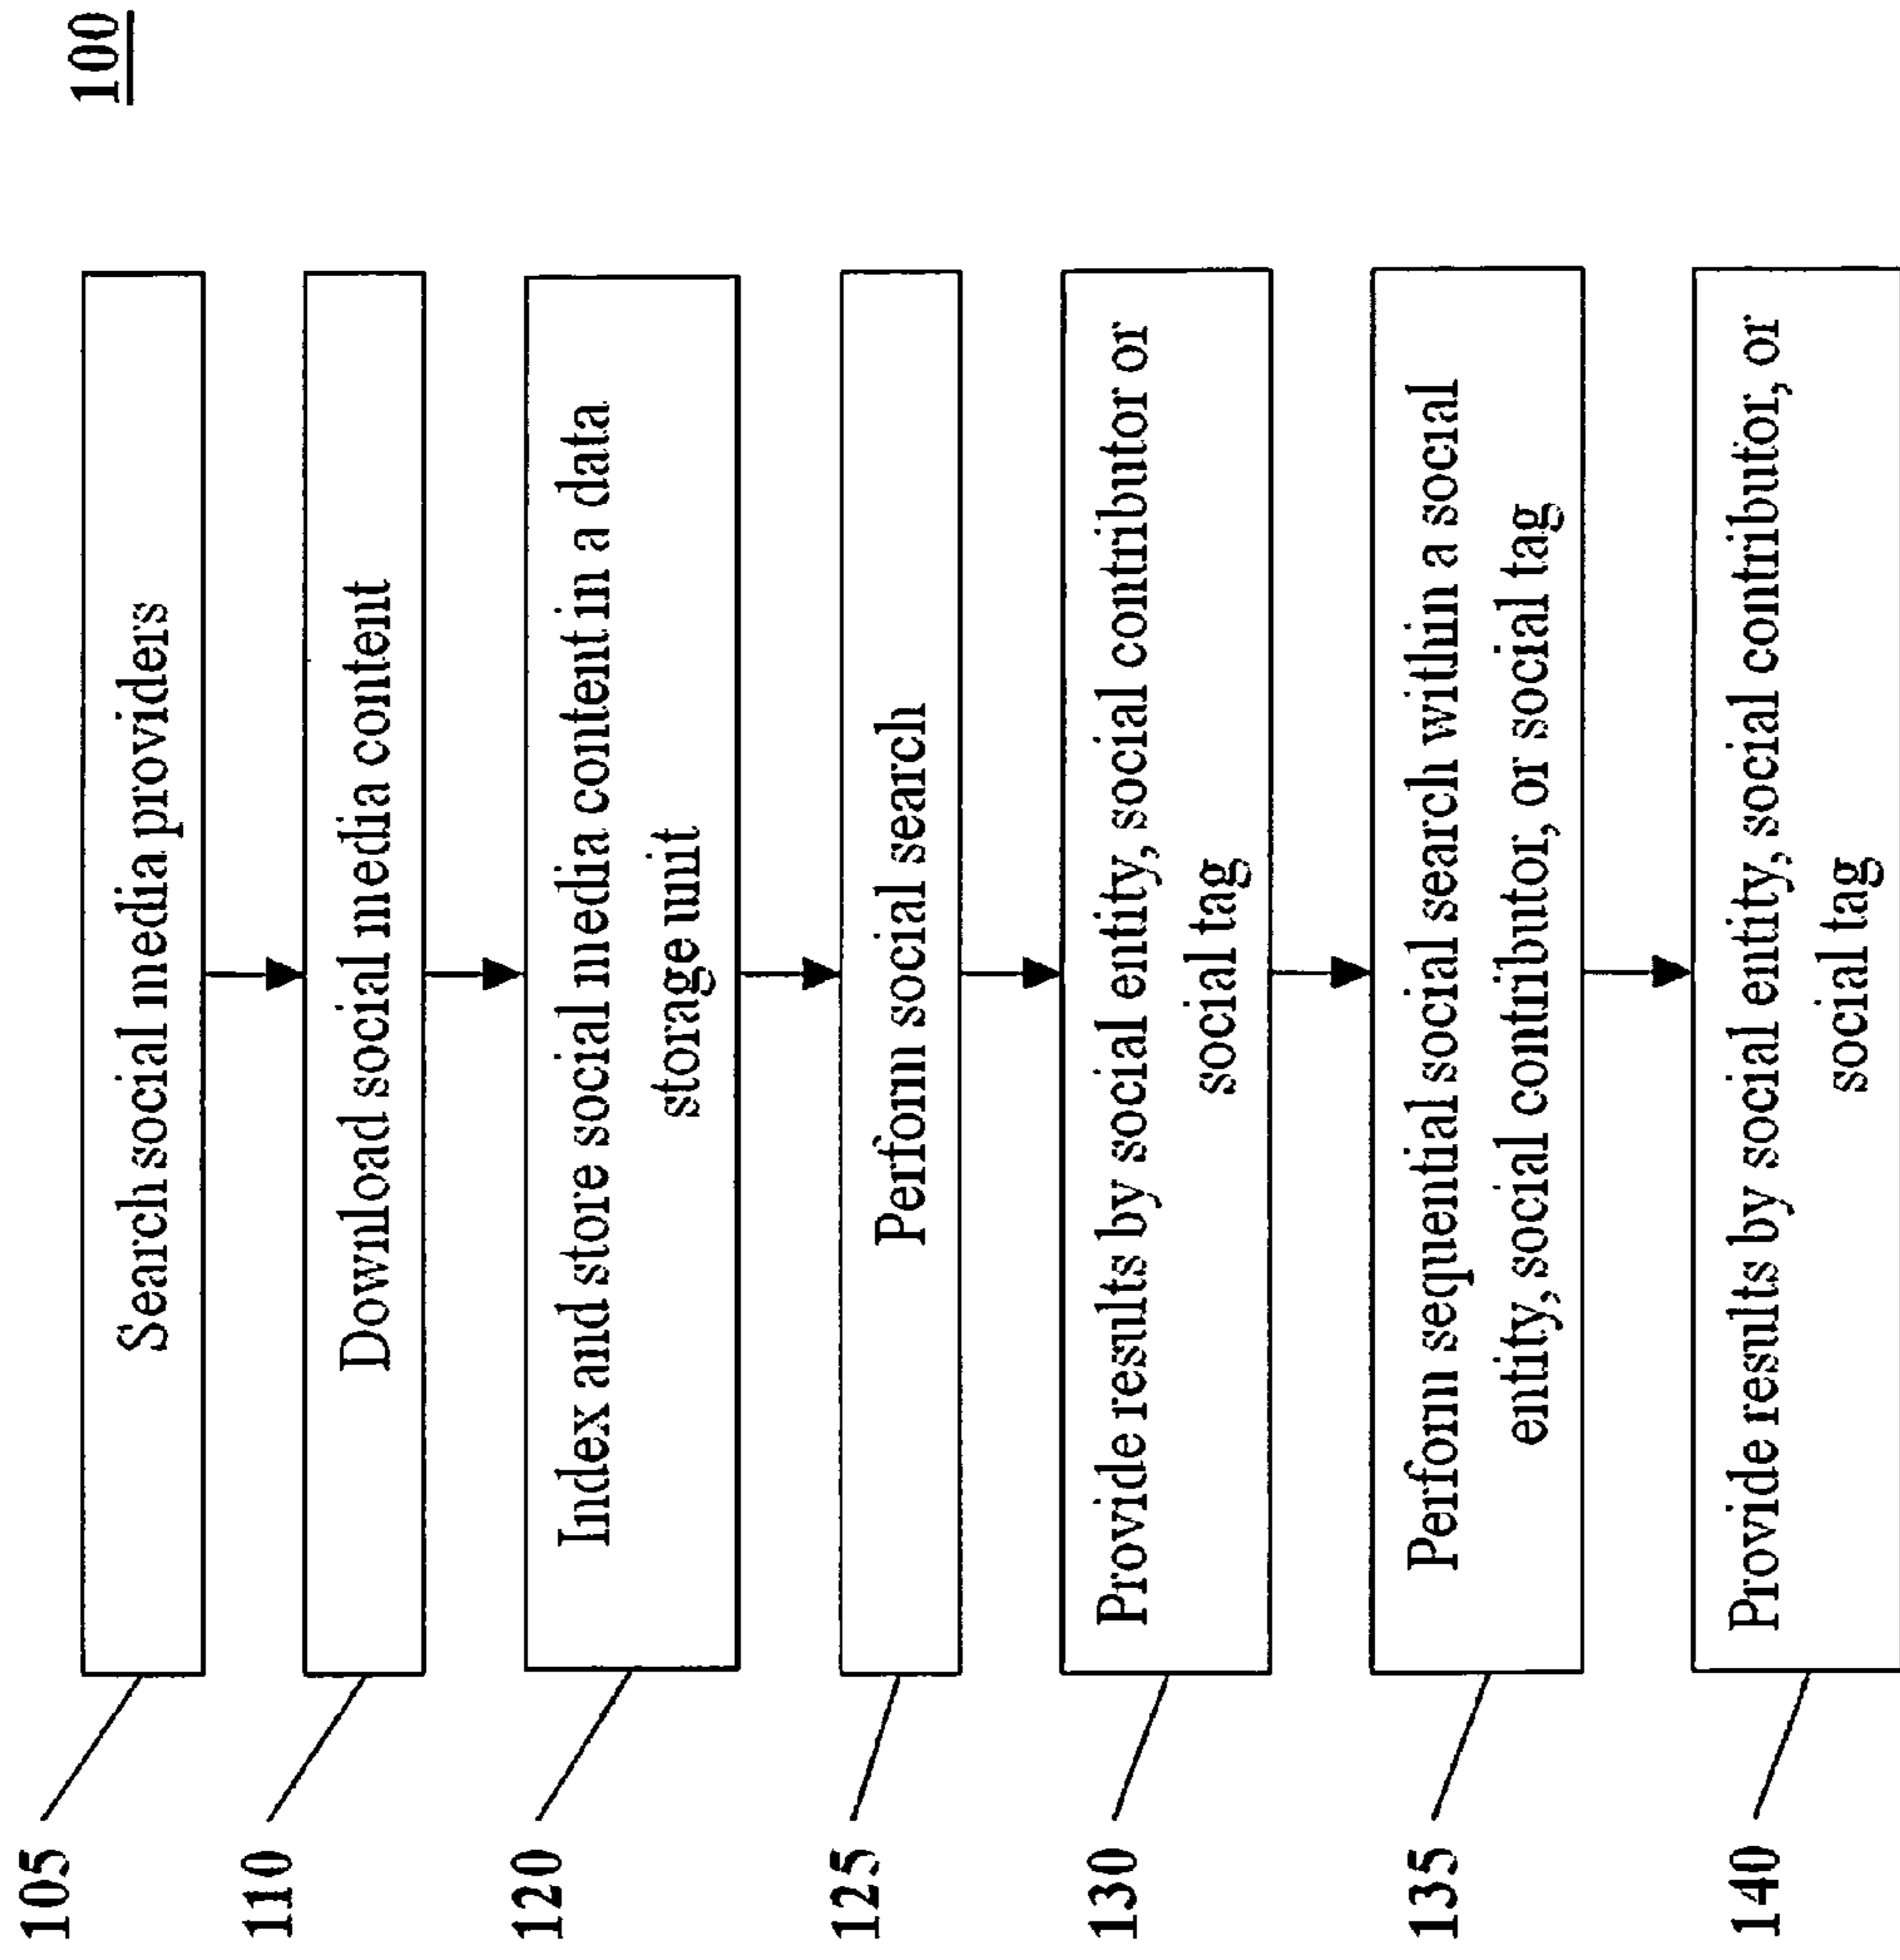 100
105
Search social media providers
110
Download social media content
120
Index and store social media content in a data
storage unit
125
Perform social search
130
Provide results by social entity, social contributor or
social tag
135
Perform sequential social search within a social
entity, social contributor, or social tag
140
Provide results by social entity, social contributor, or
social tag